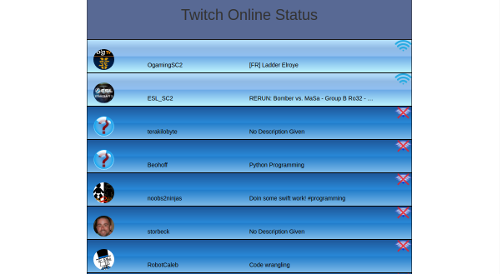 Twitch Online Status
OgamingSC2 [FR] Ladder Elroye
ESL_SC2 RERUN: Bomber vs. MaSa - Group B Ro32 - ...
terakilobyte No Description Given
Beohoff Python Programming
noobs2ninjas Doin some swift work! #programming
storbeck No Description Given
RobotCaleb Code wrangling